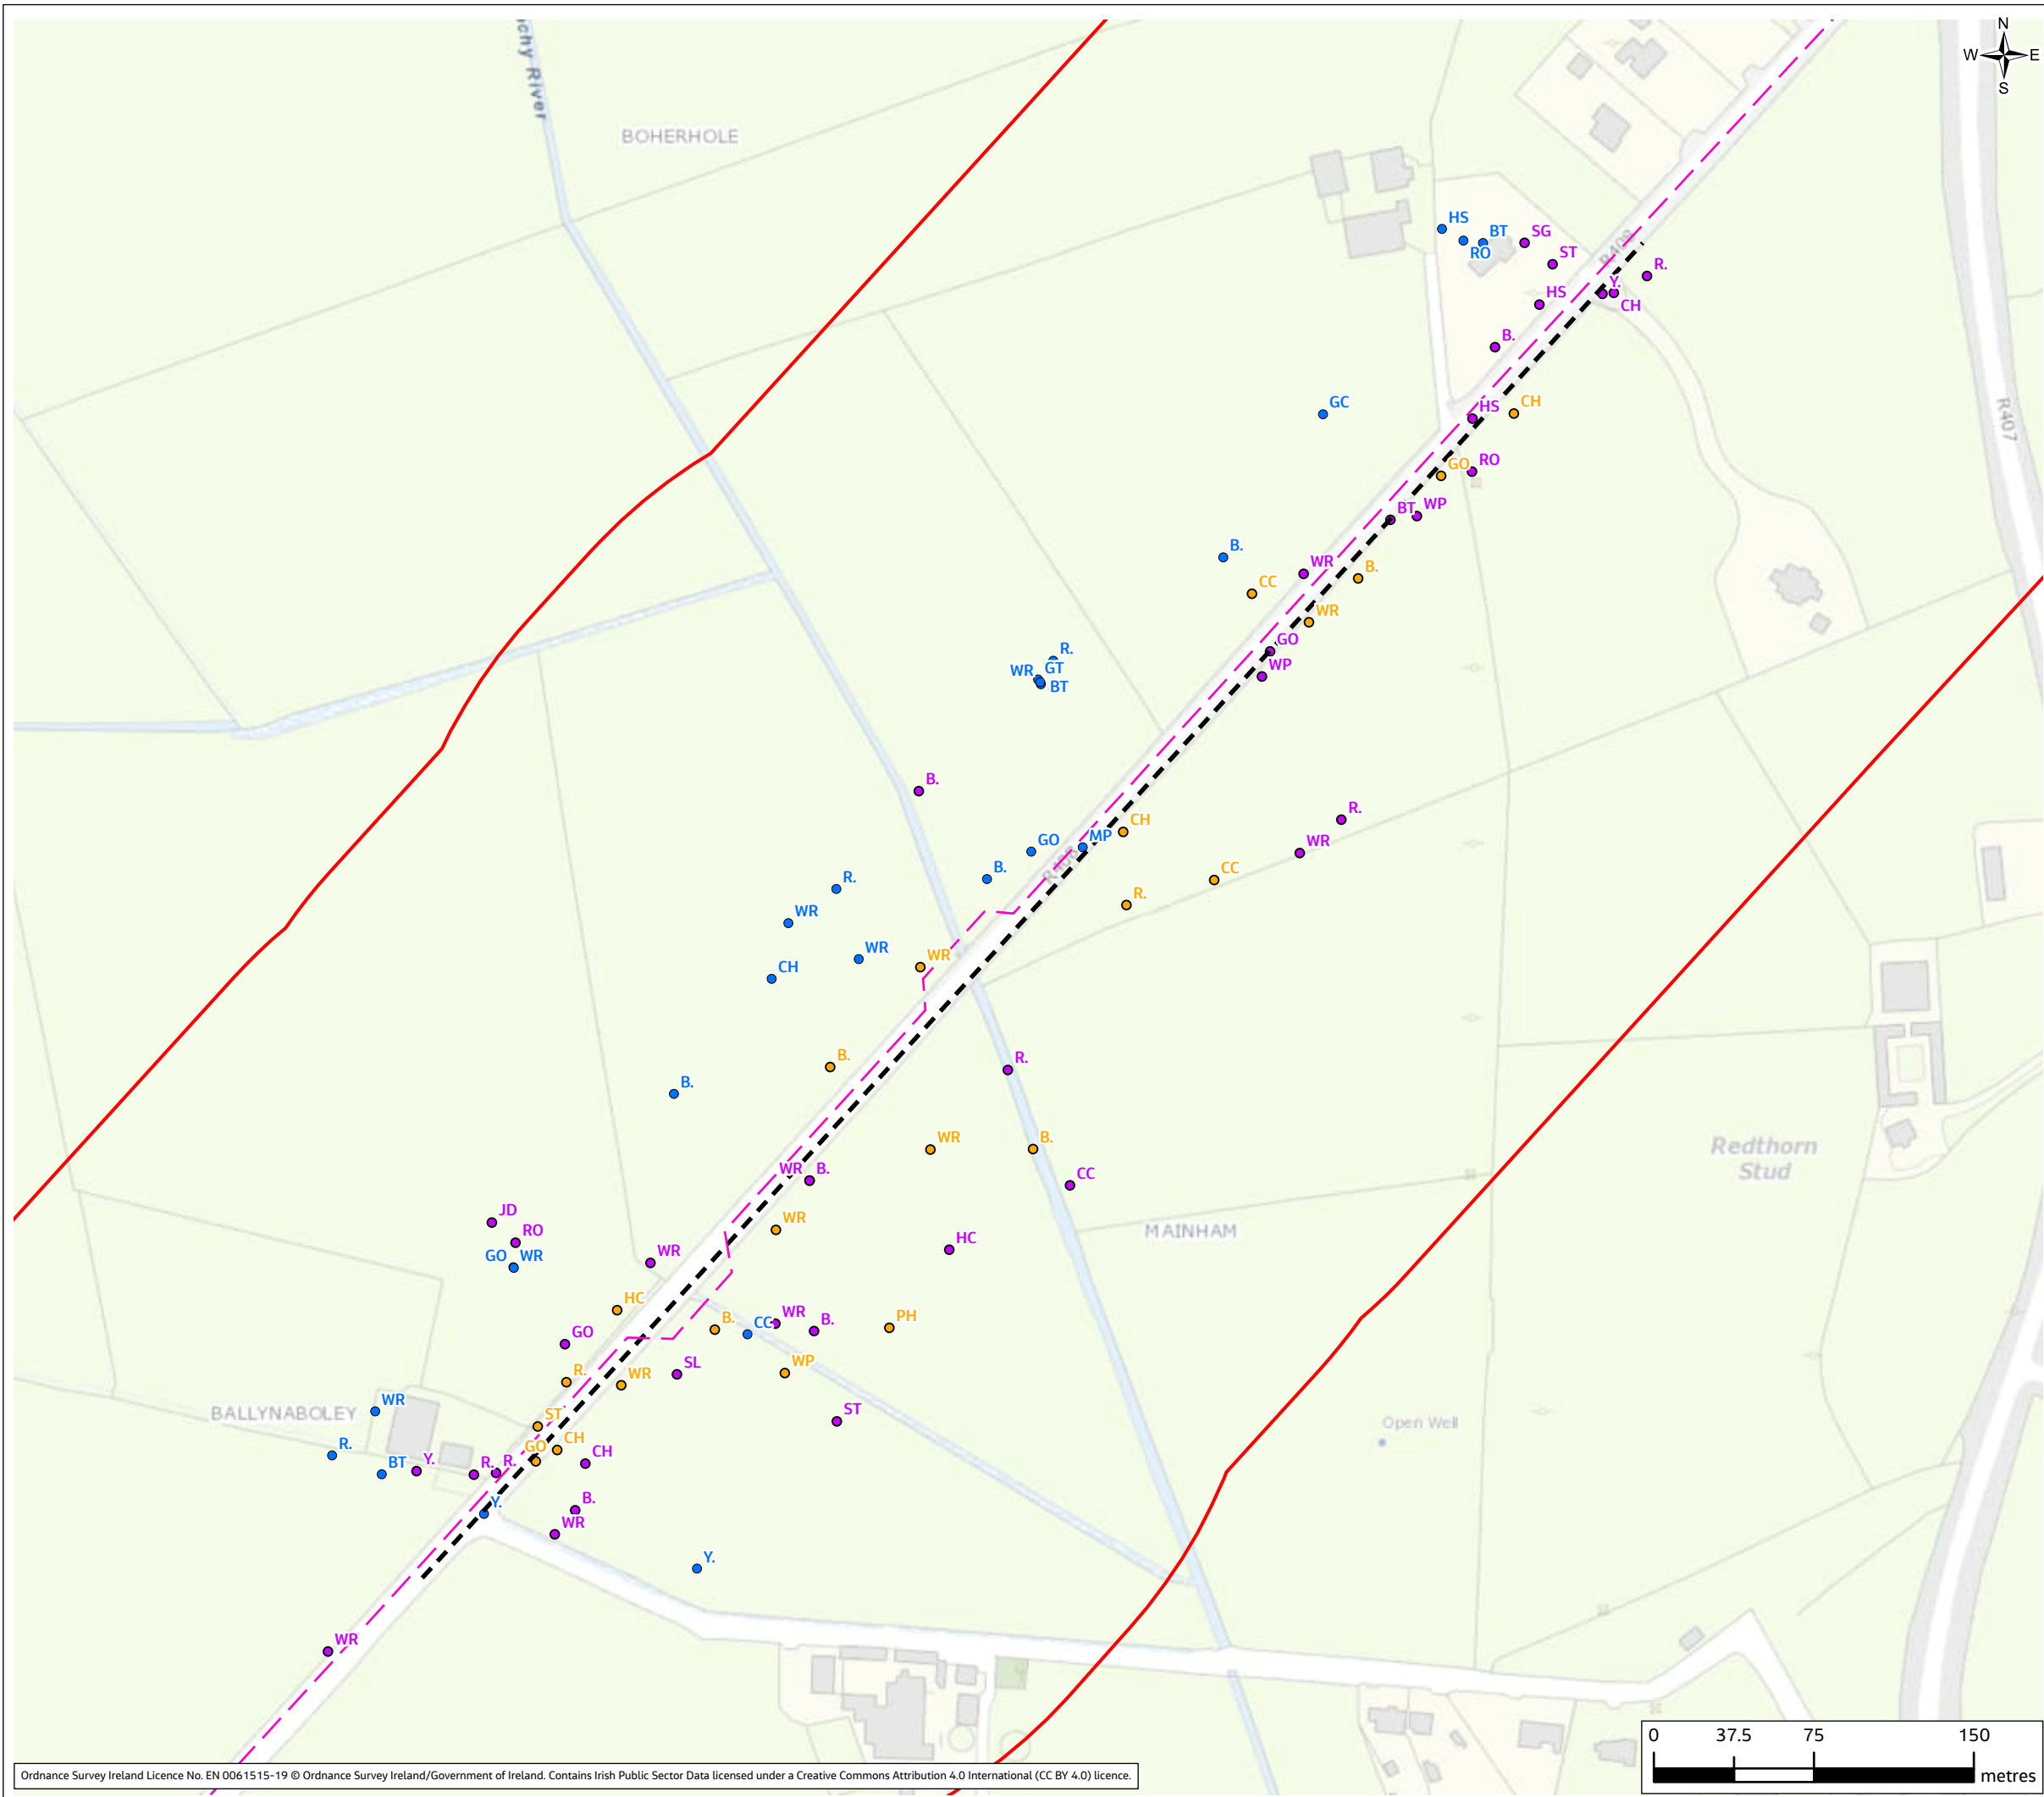 N
W E
S
chy River
BOHERHOLE
HS
BT
SG
RO
ST
R408
R.
Y.
HS
CH
B.
GC
HS
CH
R407
GO
RO
BT
WP
B.
WR
B.
CC
WR
GO
R.
WR
GT
WP
BT
B.
R.
CH
MP
GO
WR
R408
B.
CC
R.
R.
WR
WR
WR
CH
B.
R.
B.
WR
B.
Redthorn
Stud
WR
B.
CC
JD
WR
RO
MAINHAM
HC
GO
WR
WR
HC
WR
B.
CC
B.
PH
GO
R.
WR
SL
WP
WR
BALLYNABOLEY
ST
ST
Open Well
GO
CH
R.
CH
BT
Y.
R.
R.
Y.
B.
WR
Y.
WR
0 37.5 75 150
metres
Ordnance Survey Ireland Licence No. EN 0061515-19 © Ordnance Survey Ireland/Government of Ireland. Contains Irish Public Sector Data licensed under a Creative Commons Attribution 4.0 International (CC BY 4.0) licence.